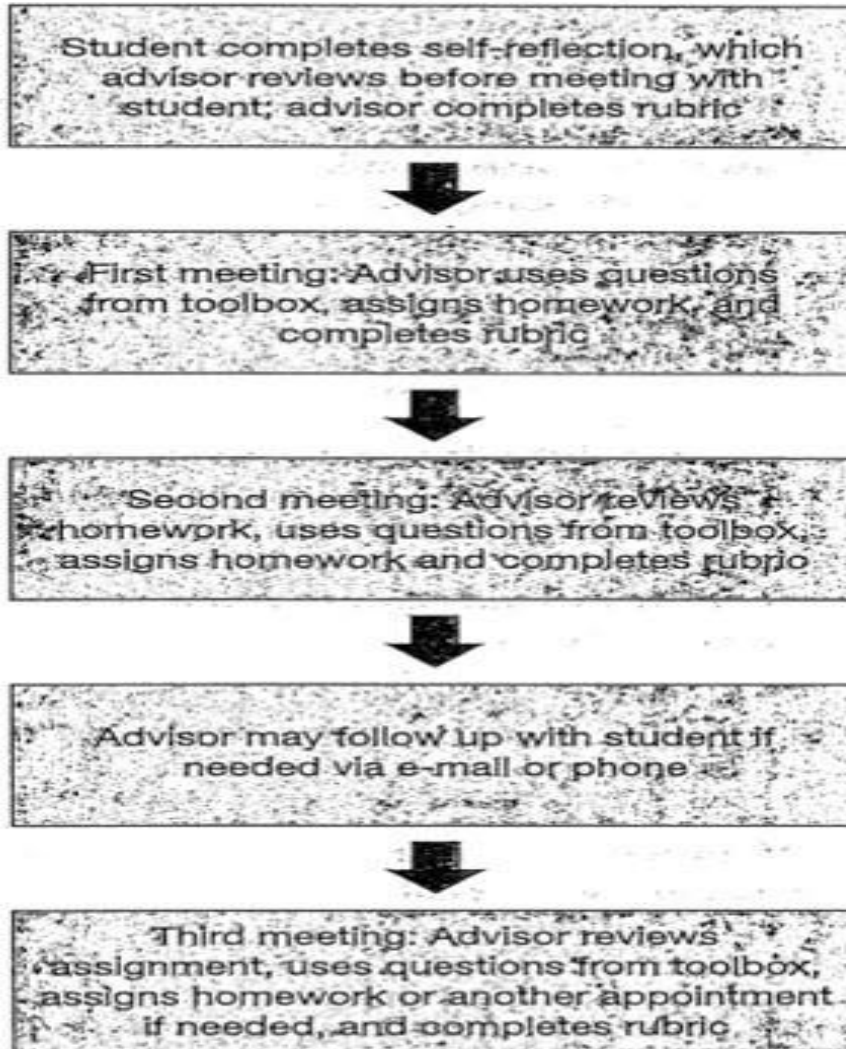 Student completes self-reflection, which
advisor reviews before meeting with
student; advisor completes rubric
First meeting: Advisor uses questions
from toolbox, assigns homework, and
completes rubric
Second meeting: Advisor reviews
homework, uses questions from toolbox,
assigns homework and completes rubric
Advisor may follow up with student if
needed via e-mail or phone
Third meeting: Advisor reviews
assignment, uses questions from toolbox,
assigns homework or another appointment
if needed, and completes rubric